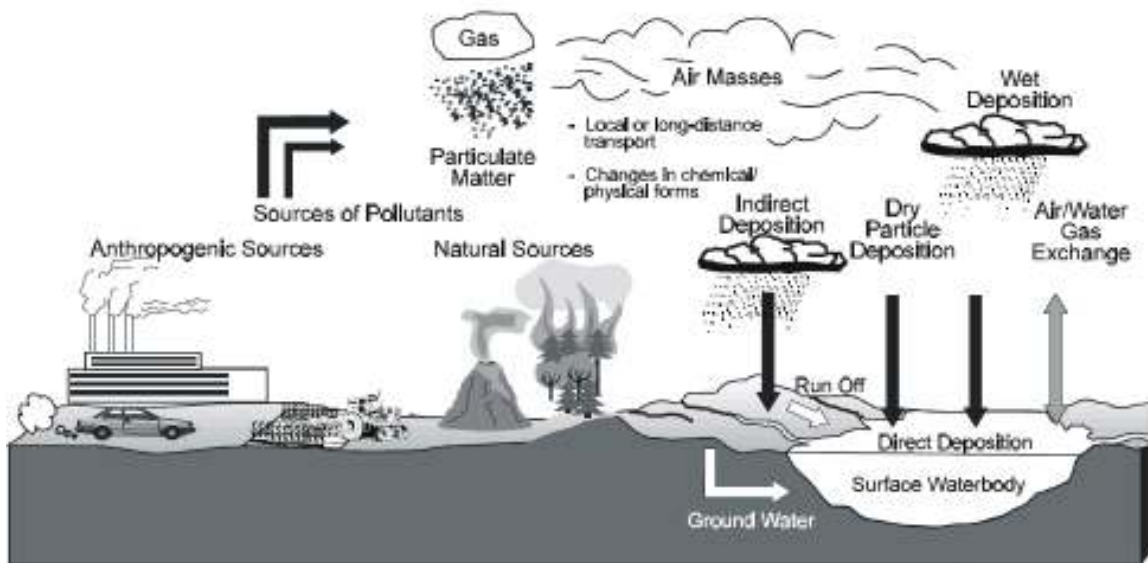 Gas
Air Masses
Particulate
Matter
- Local or long-distance
transport
- Changes in chemical/
physical forms
Wet
Deposition
Sources of Pollutants
Anthropogenic Sources
Natural Sources
Indirect
Deposition
Dry
Particle
Deposition
Air/Water
Gas
Exchange
Run Off
Direct Deposition
Surface Waterbody
Ground Water